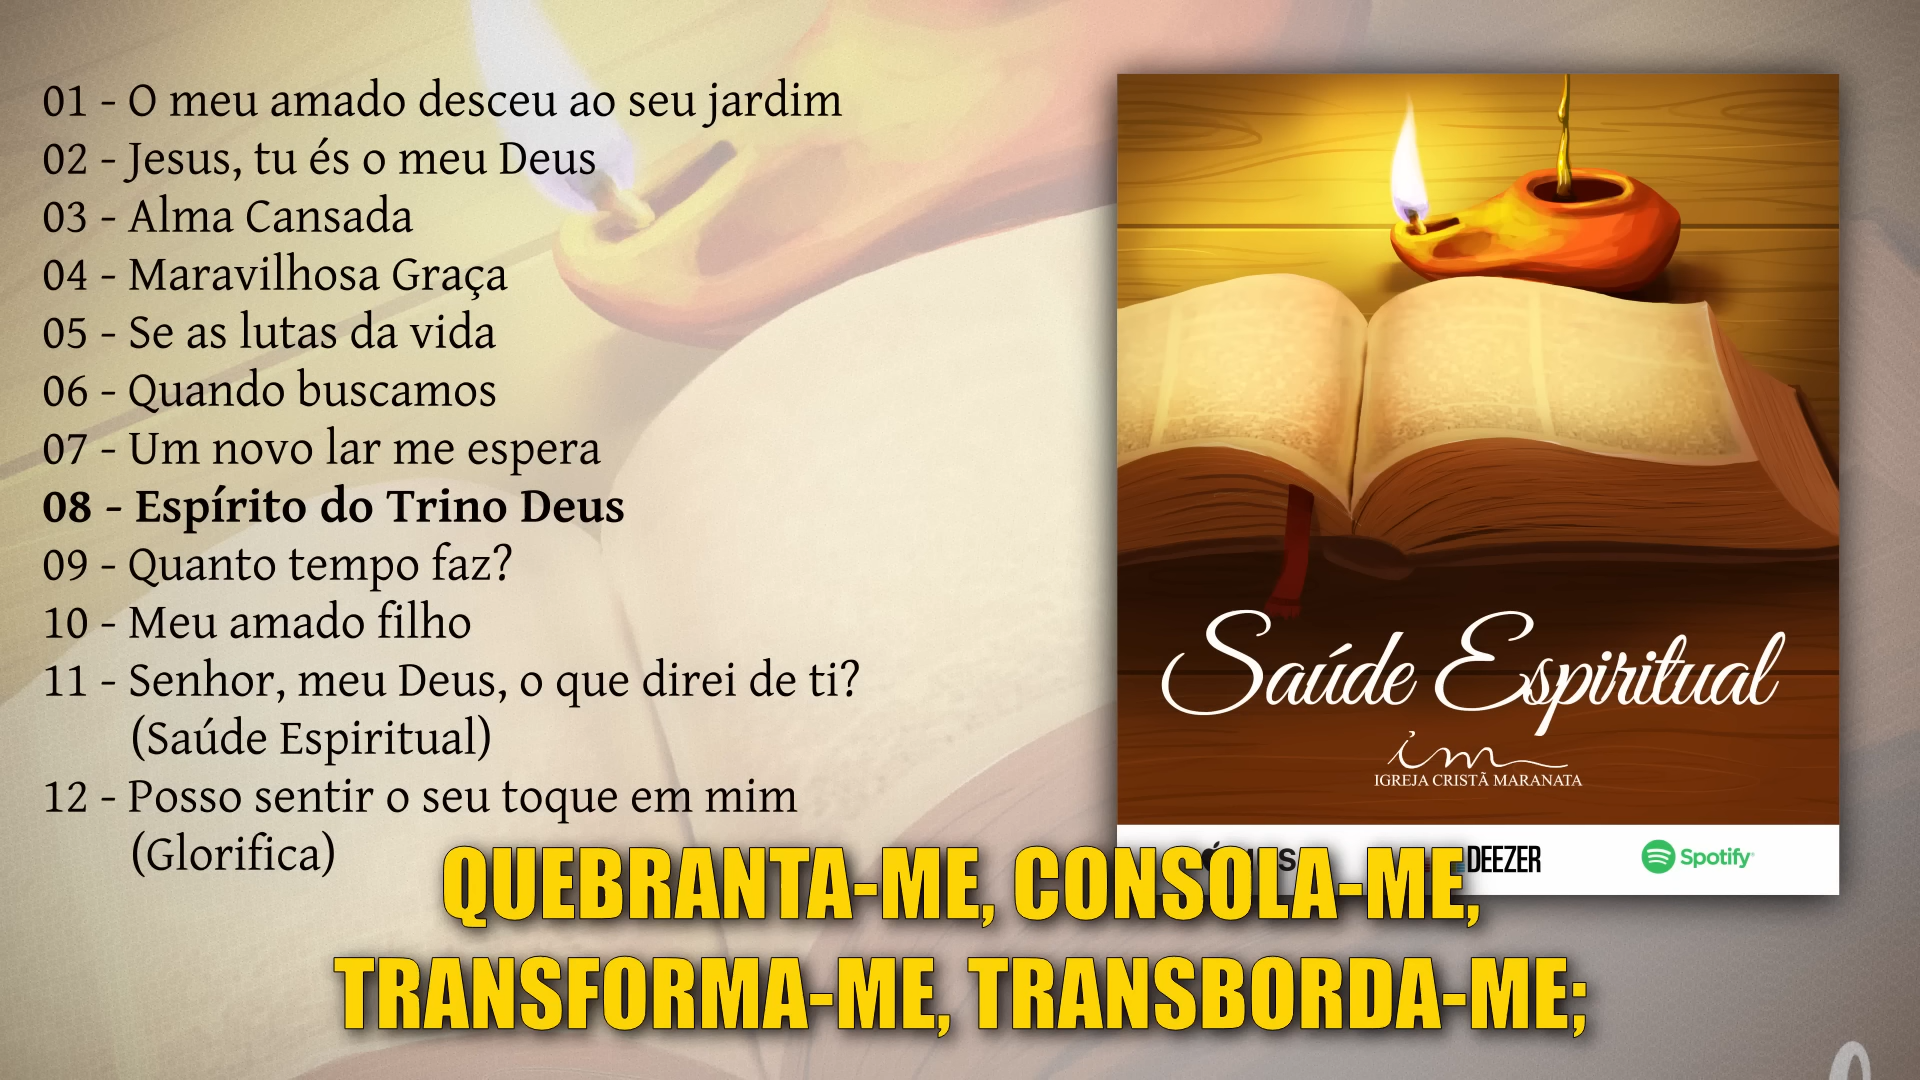 01 - O meu amado desceu ao seu jardim
02 - Jesus, tu és o meu Deus
03 - Alma Cansada
04 - Maravilhosa Graça
05 - Se as lutas da vida
06 - Quando buscamos
07 - Um novo lar me espera
08 - Espírito do Trino Deus
09 - Quanto tempo faz?
10 - Meu amado filho
11 - Senhor, meu Deus, o que direi de ti?
(Saúde Espiritual)
12 - Posso sentir o seu toque em mim
(Glorifica)
Saúde Espiritual
im
IGREJA CRISTÃ MARANATA
DEEZER
Spotify
QUEBRANTA-ME, CONSOLA-ME,
TRANSFORMA-ME, TRANSBORDA-ME;